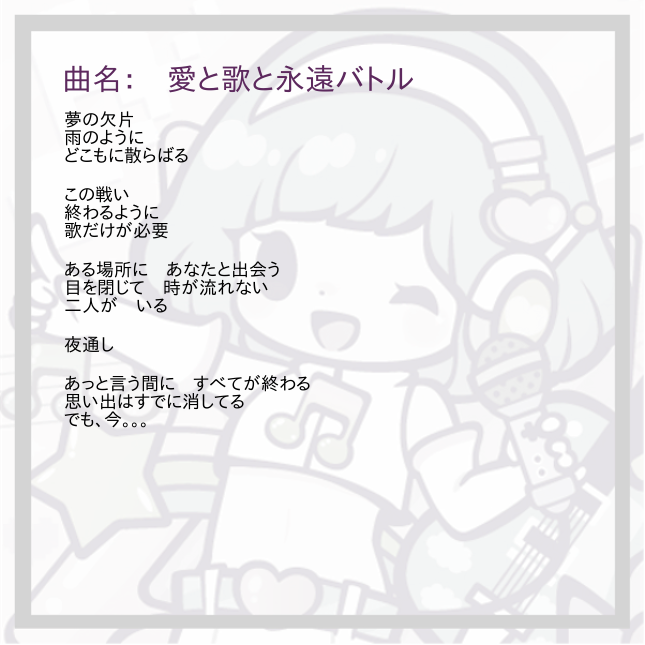 曲名：　愛と歌と永遠バトル
夢の欠片
雨のように
どこもに散らばる
この戦い
終わるように
歌だけが必要
ある場所に　あなたと出会う
目を閉じて　時が流れない
二人が　いる
夜通し
あっと言う間に　すべてが終わる
思い出はすでに消してる
でも、今。。。